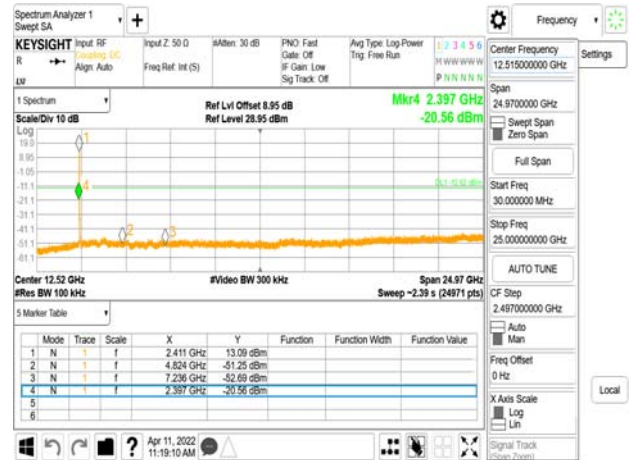 Spectrum Analyzer 1
Swept SA
Frequency
KEYSIGHT
R
LV
Input: RF
Coupling: DC
Align: Auto
Input Z: 50 Ω
Freq Ref: Int (S)
#Atten: 30 dB
PNO: Fast
Gate: Off
IF Gain: Low
Sig Track: Off
Avg Type: Log-Power
Trig: Free Run
1 2 3 4 5 6
M W W W W W
P N N N N N
Center Frequency
12.515000000 GHz
Settings
Span
24.9700000 GHz
Swept Span
Zero Span
Full Span
Start Freq
30.000000 MHz
Stop Freq
25.000000000 GHz
AUTO TUNE
CF Step
2.497000000 GHz
Auto
Man
Freq Offset
0 Hz
X Axis Scale
Log
Lin
Local
Signal Track
(Span Zoom)
1 Spectrum
Scale/Div 10 dB
Log
Ref Lvl Offset 8.95 dB
Ref Level 28.95 dBm
Mkr4 2.397 GHz
-20.56 dBm
19.0
8.95
-1.05
-11.1
-21.1
-31.1
-41.1
-51.1
-61.1
1
4
2
3
Center 12.52 GHz
#Res BW 100 kHz
#Video BW 300 kHz
Span 24.97 GHz
Sweep ~2.39 s (24971 pts)
5 Marker Table
Mode Trace Scale X Y Function Function Width Function Value
1 N 1 f 2.411 GHz 13.09 dBm
2 N 1 f 4.824 GHz -51.25 dBm
3 N 1 f 7.236 GHz -52.69 dBm
4 N 1 f 2.397 GHz -20.56 dBm
5
6
?
Apr 11, 2022
11:19:10 AM